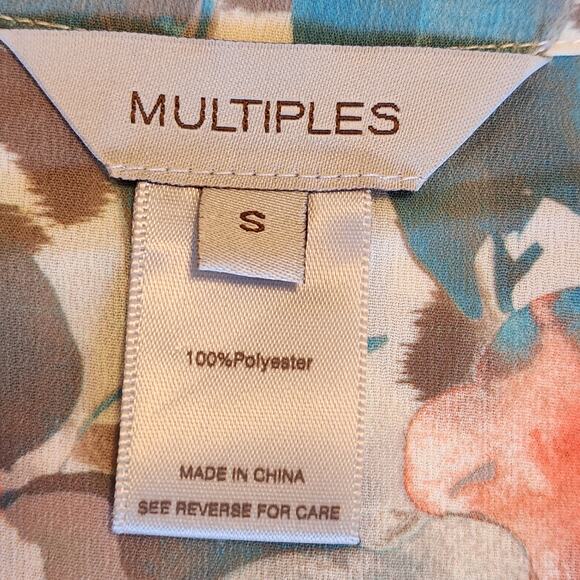 MULTIPLES
S
100%Polyester
MADE IN CHINA
SEE REVERSE FOR CARE